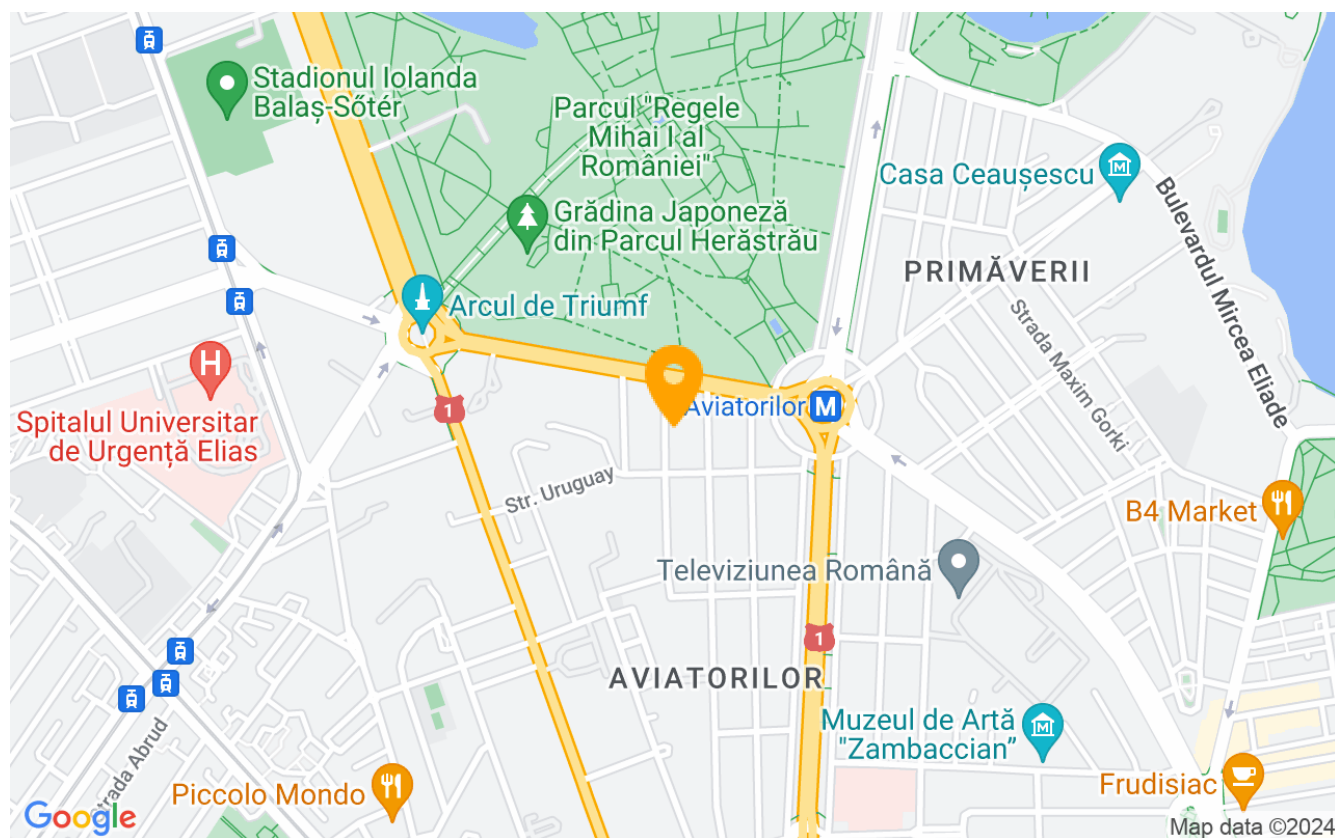 Stadionul Iolanda
Balaș-Sőtér
Parcul "Regele
Mihai I al
României"
Casa Ceaușescu
Grădina Japoneză
din Parcul Herăstrău
PRIMĂVERII
Bulevardul Mircea Eliade
Arcul de Triumf
Strada Maxim Gorki
H
Spitalul Universitar
de Urgență Elias
1
Aviatorilor M
Str. Uruguay
B4 Market
Televiziunea Română
1
AVIATORILOR
Muzeul de Artă
"Zambaccian”
Strada Abrud
Piccolo Mondo
Frudisiac
Google
Map data ©2024